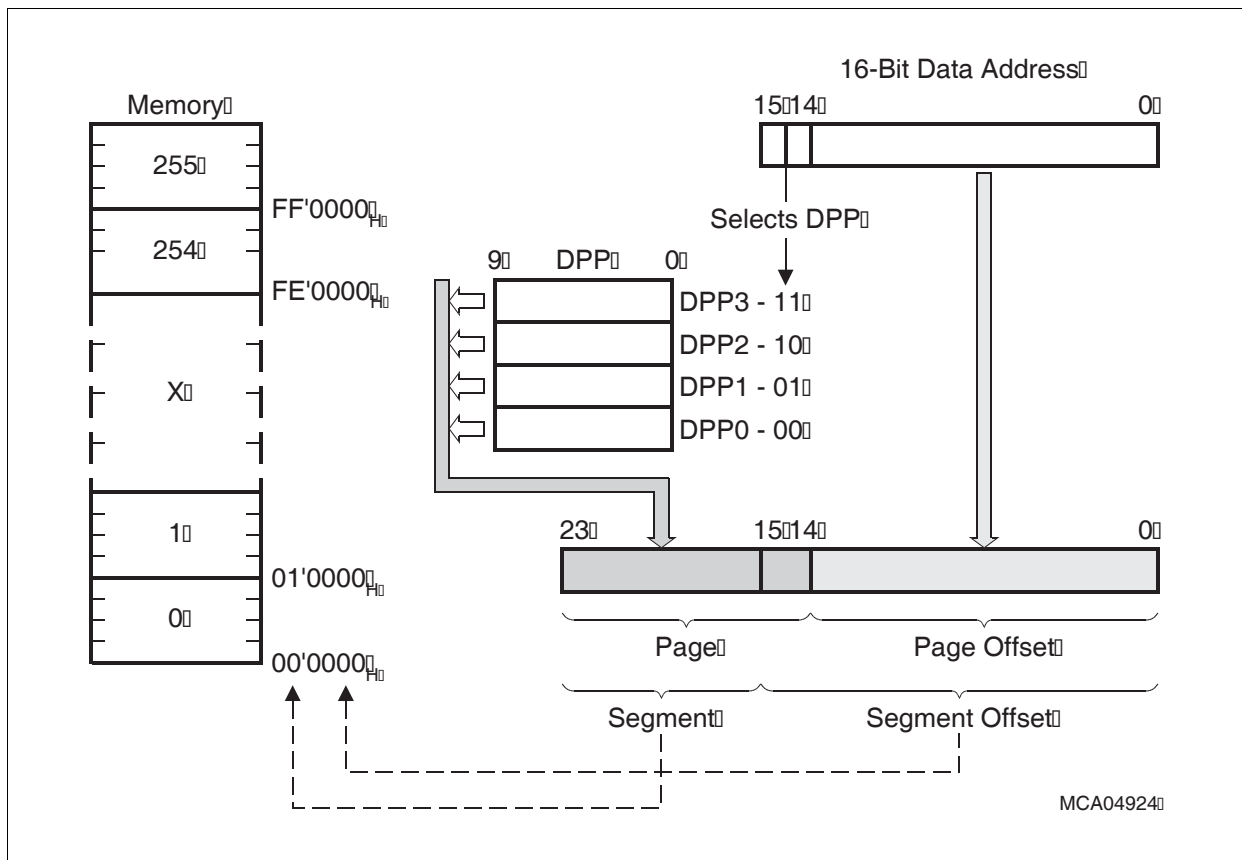 16-Bit Data Address
Memory
15 14 0
255
FF'0000H
Selects DPP
254
9 DPP 0
FE'0000H
DPP3 - 11
DPP2 - 10
X
DPP1 - 01
DPP0 - 00
1
23 15 14 0
01'0000H
0
Page
Page Offset
00'0000H
Segment
Segment Offset
MCA04924